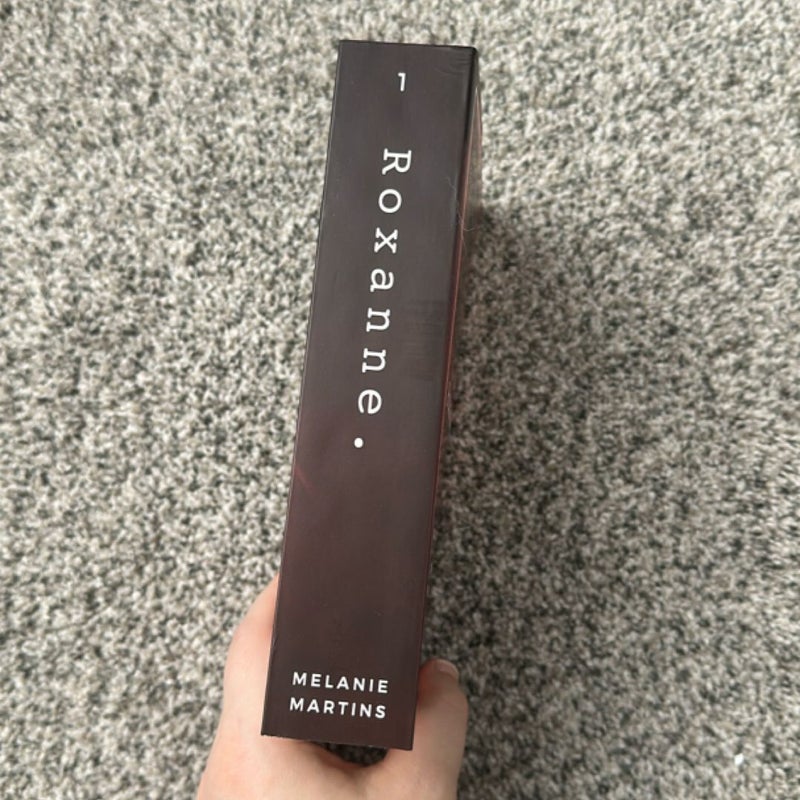 1
Roxanne.
MELANIE
MARTINS